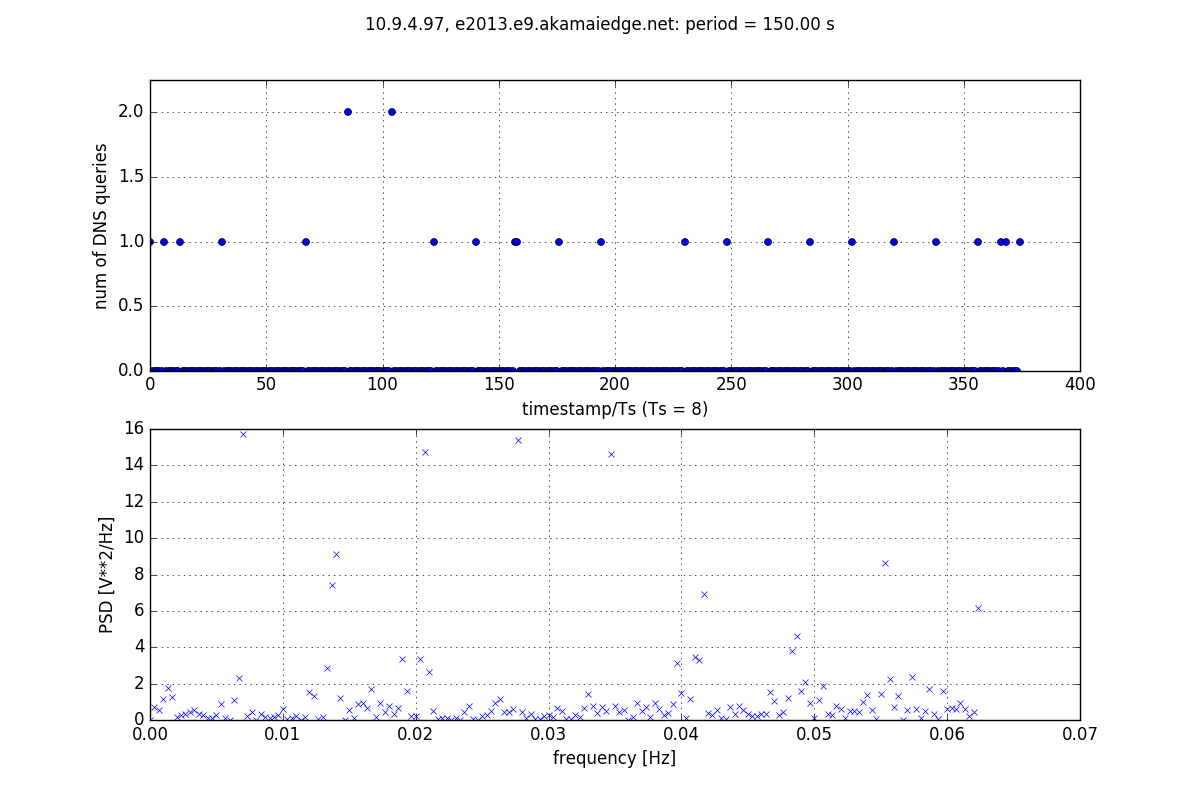 10.9.4.97, e2013.e9.akamaiedge.net: period = 150.00 s
2.0
1.5
1.0
0.5
0.0
num of DNS queries
0 50 100 150 200 250 300 350 400
timestamp/Ts (Ts = 8)
16
14
12
10
8
6
4
2
0
PSD [V**2/Hz]
0.00 0.01 0.02 0.03 0.04 0.05 0.06 0.07
frequency [Hz]